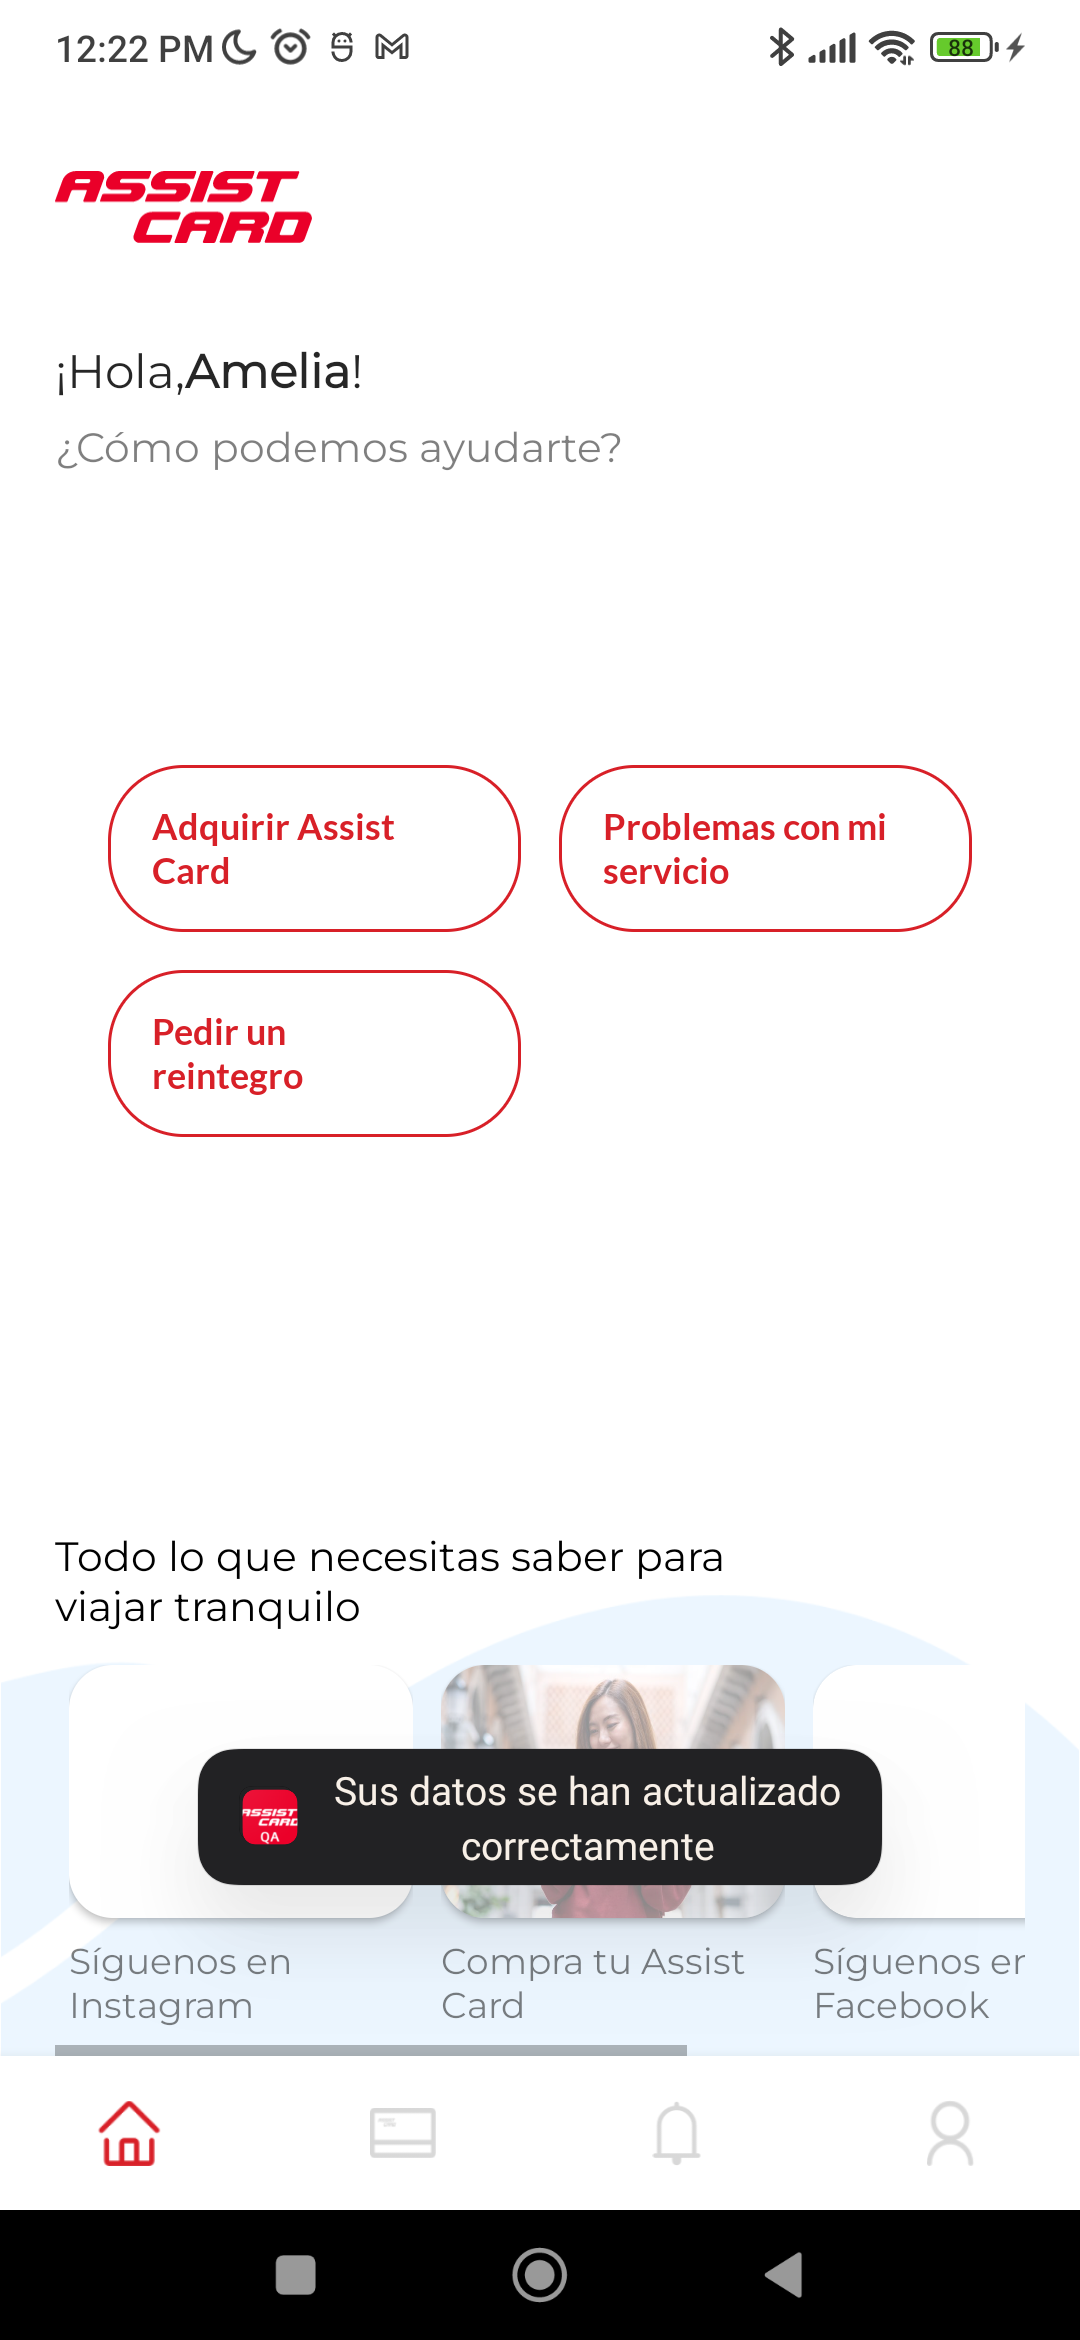 12:22 PM
88
ASSIST
CARD
¡Hola,Amelia!
¿Cómo podemos ayudarte?
Adquirir Assist
Card
Problemas con mi
servicio
Pedir un
reintegro
Todo lo que necesitas saber para
viajar tranquilo
ASSIST
CARD
QA
Sus datos se han actualizado
correctamente
Síguenos en
Instagram
Compra tu Assist
Card
Síguenos en
Facebook